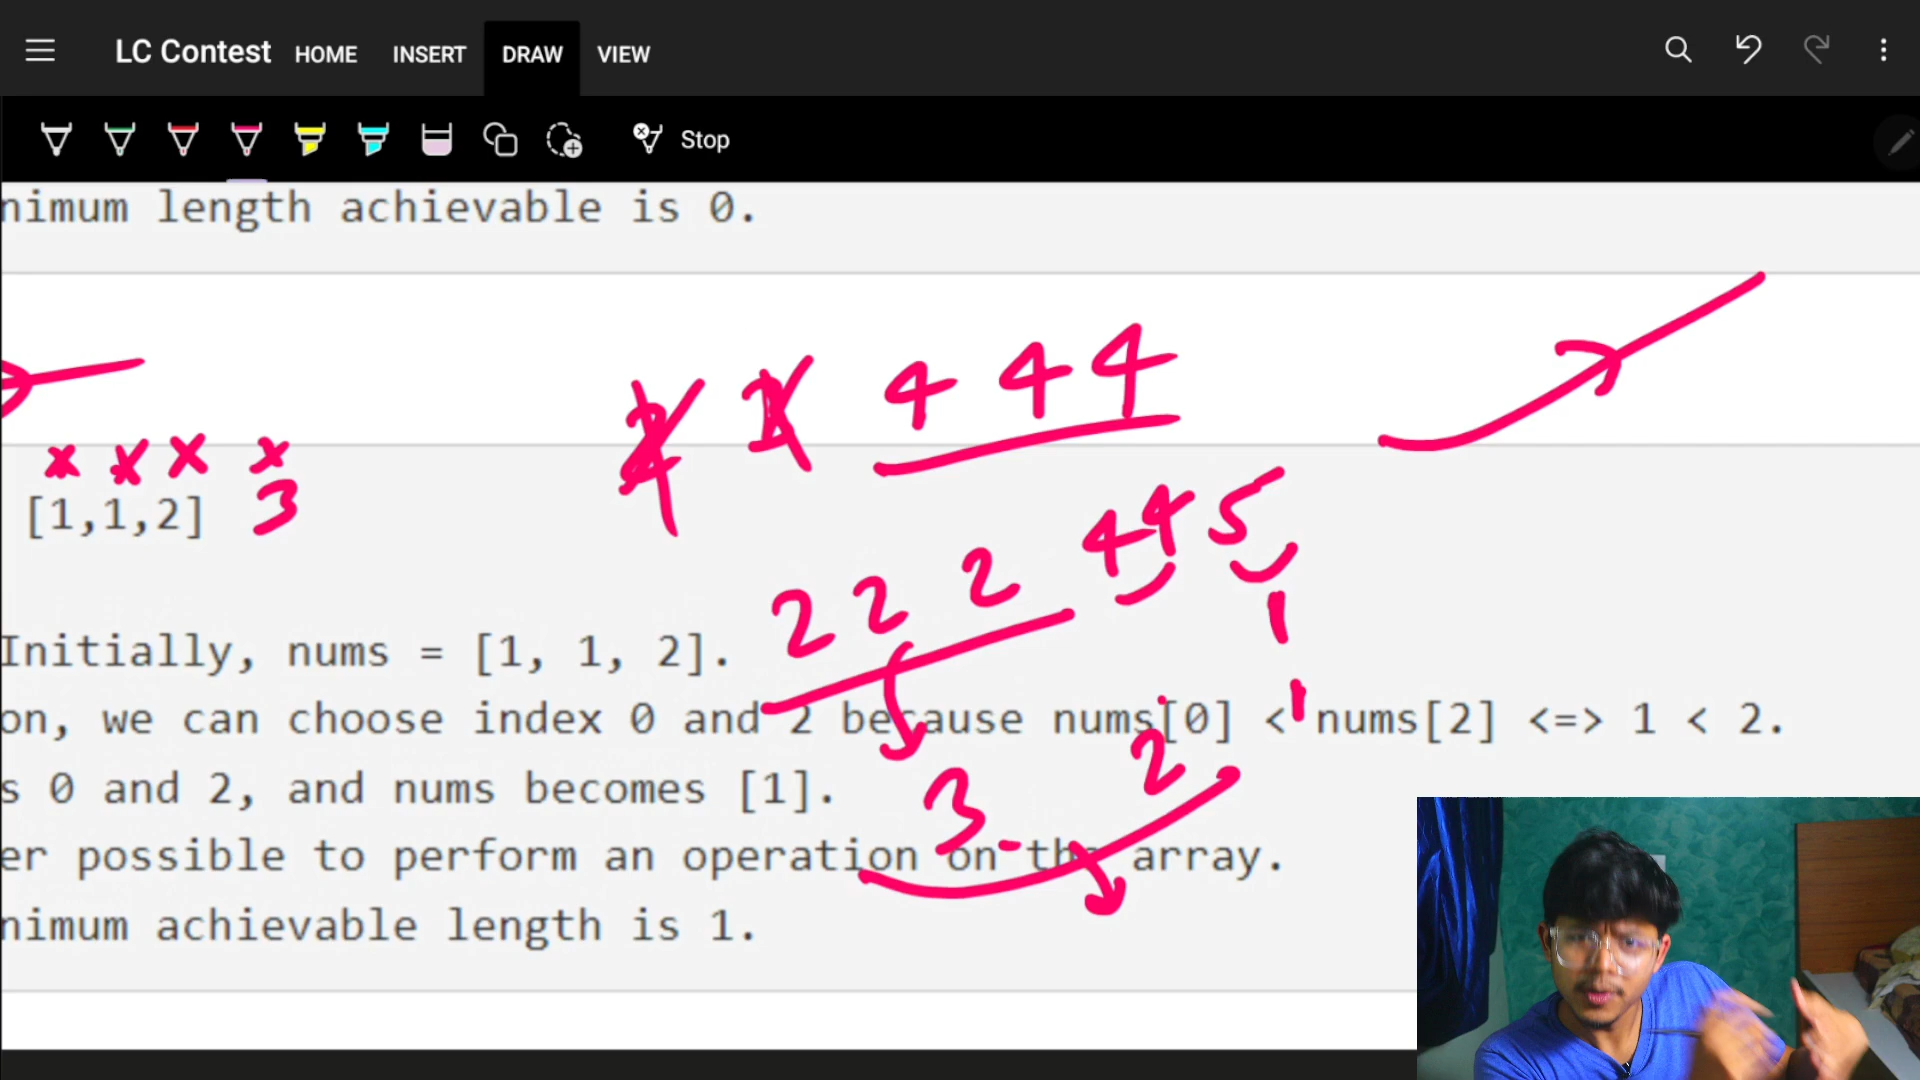 LC Contest HOME INSERT DRAW VIEW
Stop
nimum length achievable is 0.
4 4 4
3
[1,1,2]
2 2 2 4 4 5
1
Initially, nums = [1, 1, 2].
on, we can choose index 0 and 2 because nums[0] < nums[2] <=> 1 < 2.
1
s 0 and 2, and nums becomes [1].
3 2
er possible to perform an operation on the array.
nimum achievable length is 1.